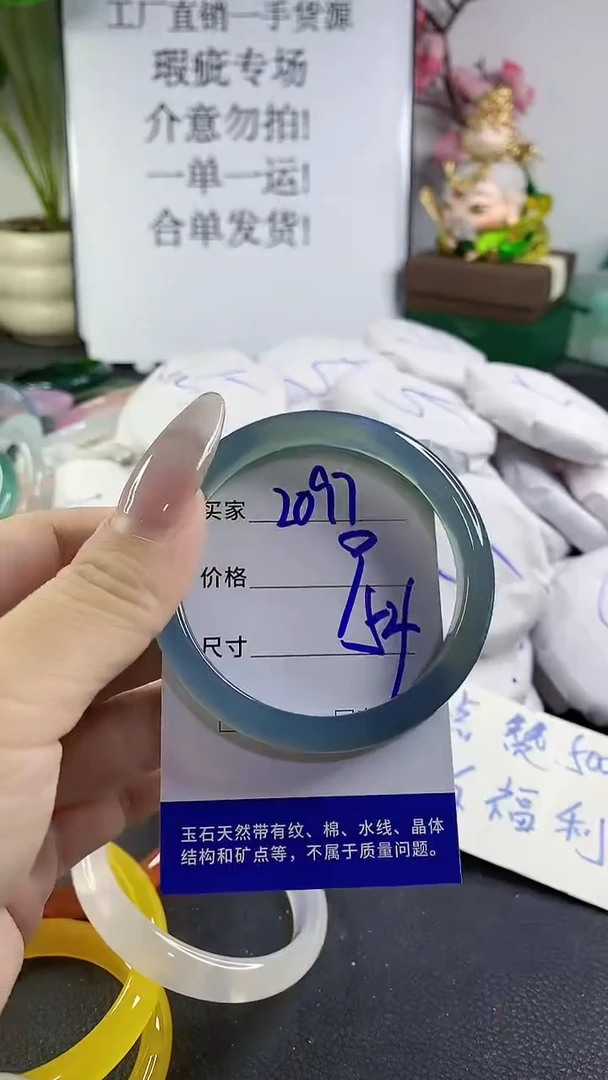 工厂直销一手货源
瑕疵专场
介意勿拍!
一单一运!
合单发货!
买家 2097
价格
尺寸 54
玉石天然带有纹、棉、水线、晶体
结构和矿点等，不属于质量问题。
赞 500
福利